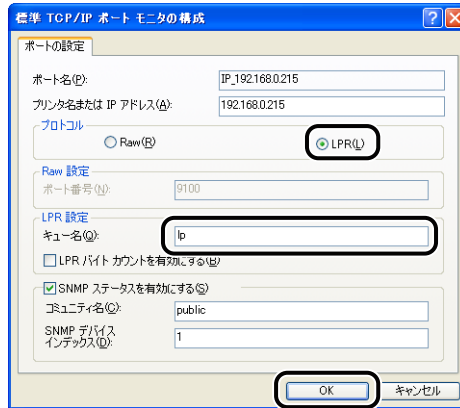 標準 TCP/IP ポート モニタの構成
ポートの設定
ポート名(P):
IP_192.168.0.215
プリンタ名または IP アドレス(A):
192.168.0.215
プロトコル
Raw(R)
LPR(L)
Raw 設定
ポート番号(N):
9100
LPR 設定
キュー名(Q):
lp
LPR バイト カウントを有効にする(B)
SNMP ステータスを有効にする(S)
コミュニティ名(C):
public
SNMP デバイス
インデックス(D):
1
OK
キャンセル